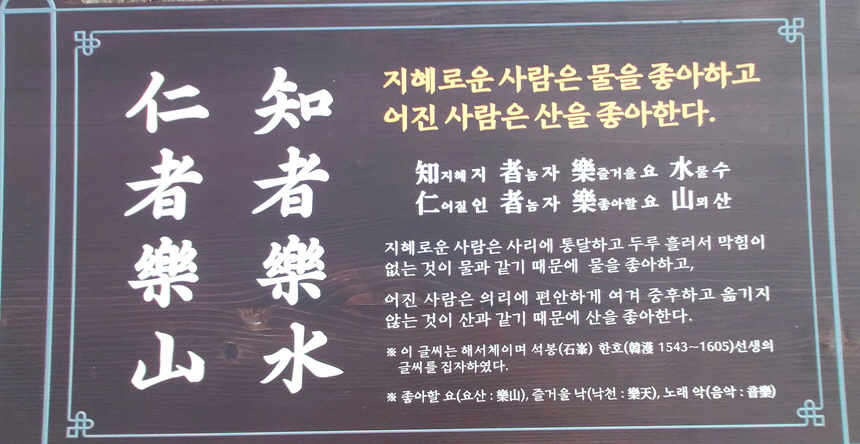 知者樂水
仁者樂山
지혜로운 사람은 물을 좋아하고
어진 사람은 산을 좋아한다.
知지혜 지 者놈 자 樂즐거울 요 水물 수
仁어질 인 者놈 자 樂좋아할 요 山뫼 산
지혜로운 사람은 사리에 통달하고 두루 흘러서 막힘이
없는 것이 물과 같기 때문에 물을 좋아하고,
어진 사람은 의리에 편안하게 여겨 중후하고 옮기지
않는 것이 산과 같기 때문에 산을 좋아한다.
※ 이 글씨는 해서체이며 석봉(石峯) 한호(韓濩 1543~1605)선생의
글씨를 집자하였다.
※ 좋아할 요(요산 : 樂山), 즐거울 낙(낙천 : 樂天), 노래 악(음악 : 音樂)